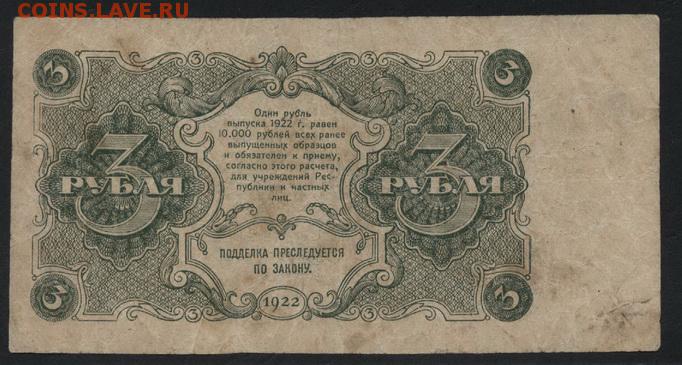 COINS.LAVE.RU
3 3
Один рубль
выпуска 1922 г. равен
10.000 рублей всех ранее
выпущенных образцов
и обязателен к приему,
согласно этого расчета,
для учреждений Рес-
публики и частных
лиц.
3 3
РУБЛЯ РУБЛЯ
ПОДДЕЛКА ПРЕСЛЕДУЕТСЯ
ПО ЗАКОНУ.
3 1922 3